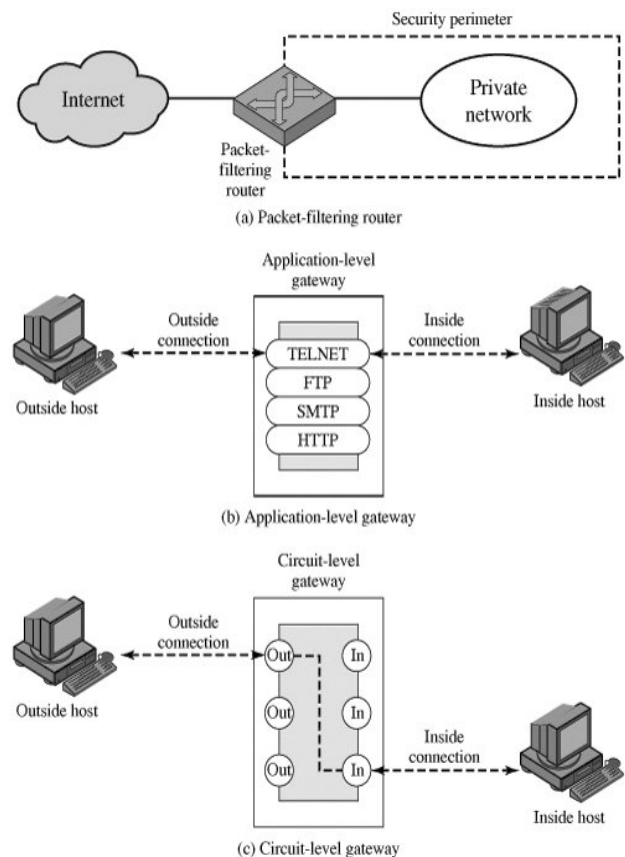 Security perimeter
Internet
Private
network
Packet-
filtering
router
(a) Packet-filtering router
Application-level
gateway
Outside
connection
Inside
connection
TELNET
FTP
SMTP
HTTP
Outside host
Inside host
(b) Application-level gateway
Circuit-level
gateway
Outside
connection
Out
In
Out
In
Outside host
Inside
connection
Out
In
Inside host
(c) Circuit-level gateway